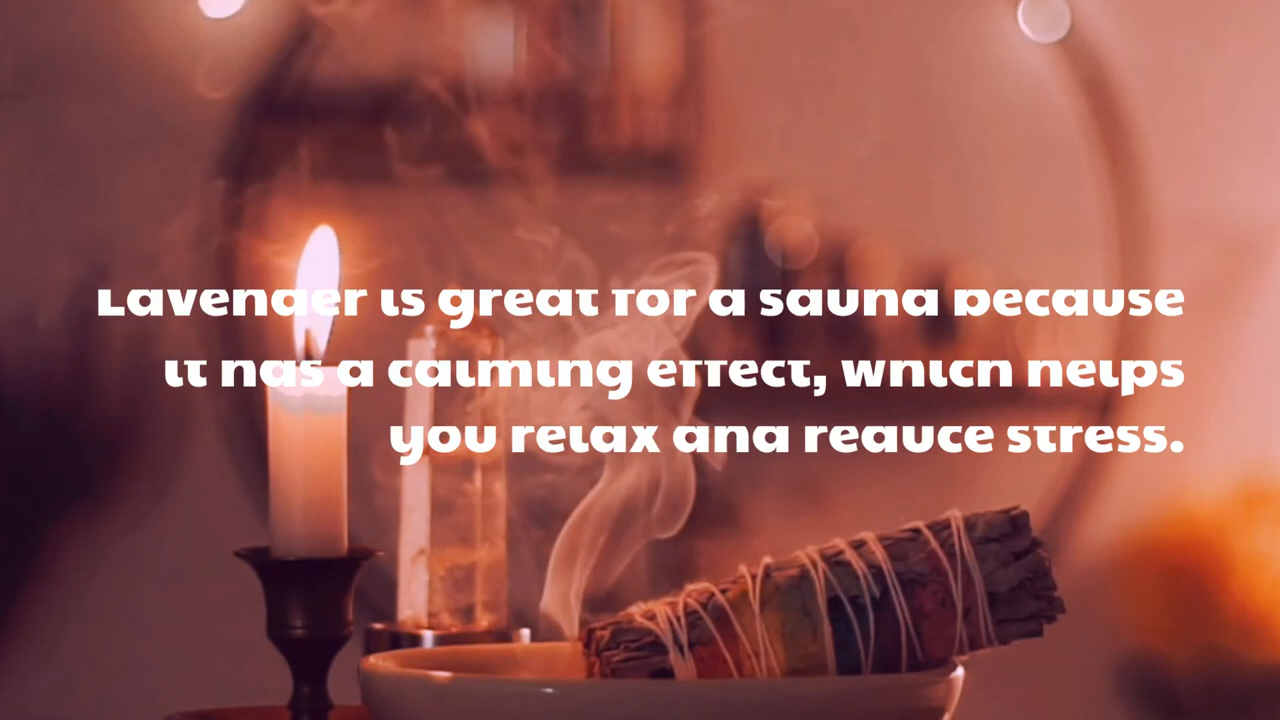 Lavender is great for a sauna because
it has a calming effect, which helps
you relax and reduce stress.